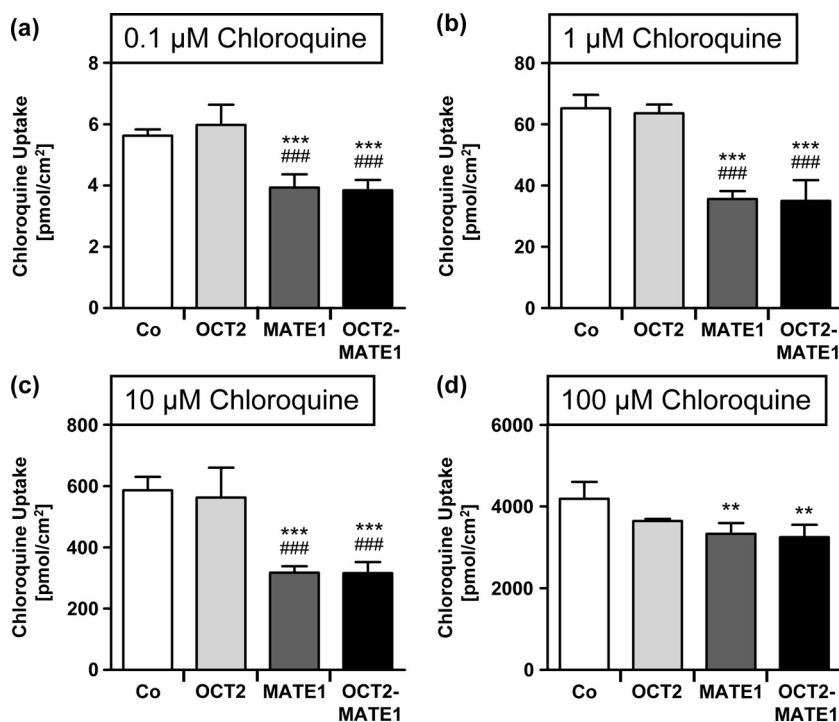 (a)
0.1 µM Chloroquine
Chloroquine Uptake
[pmol/cm²]
8
6
4
2
0
***
###
***
###
Co
OCT2
MATE1
OCT2-
MATE1
(b)
1 µM Chloroquine
Chloroquine Uptake
[pmol/cm²]
80
60
40
20
0
***
###
***
###
Co
OCT2
MATE1
OCT2-
MATE1
(c)
10 µM Chloroquine
Chloroquine Uptake
[pmol/cm²]
800
600
400
200
0
***
###
***
###
Co
OCT2
MATE1
OCT2-
MATE1
(d)
100 µM Chloroquine
Chloroquine Uptake
[pmol/cm²]
6000
4000
2000
0
**
**
Co
OCT2
MATE1
OCT2-
MATE1